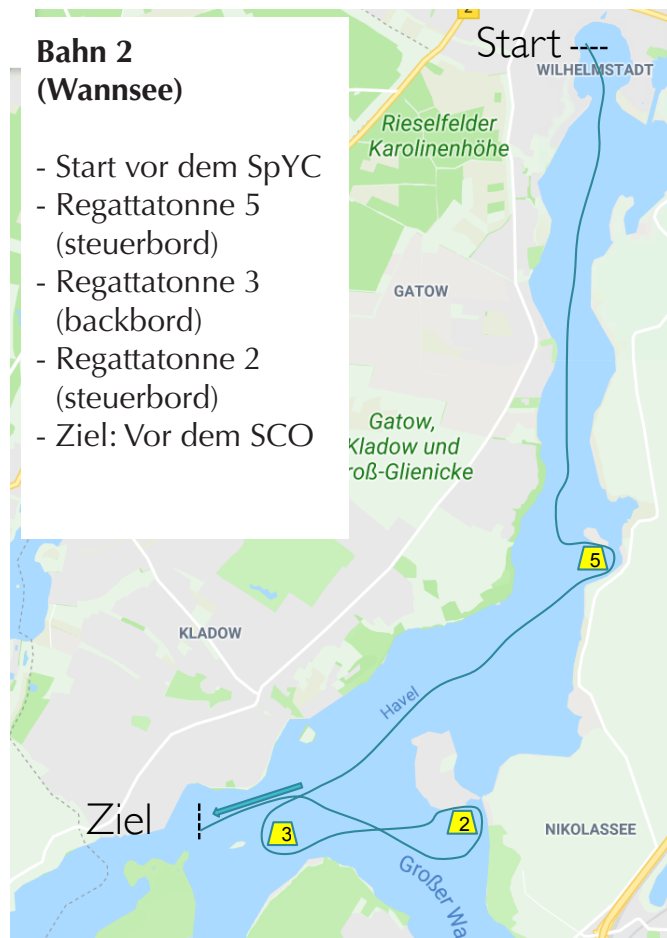 Bahn 2
(Wannsee)
- Start vor dem SpYC
- Regattatonne 5
(steuerbord)
- Regattatonne 3
(backbord)
- Regattatonne 2
(steuerbord)
- Ziel: Vor dem SCO
2
Start
WILHELMSTADT
Rieselfelder
Karolinenhöhe
GATOW
Gatow,
Kladow und
roß-Glienicke
5
KLADOW
Havel
Ziel
3
2
NIKOLASSEE
Großer Wa